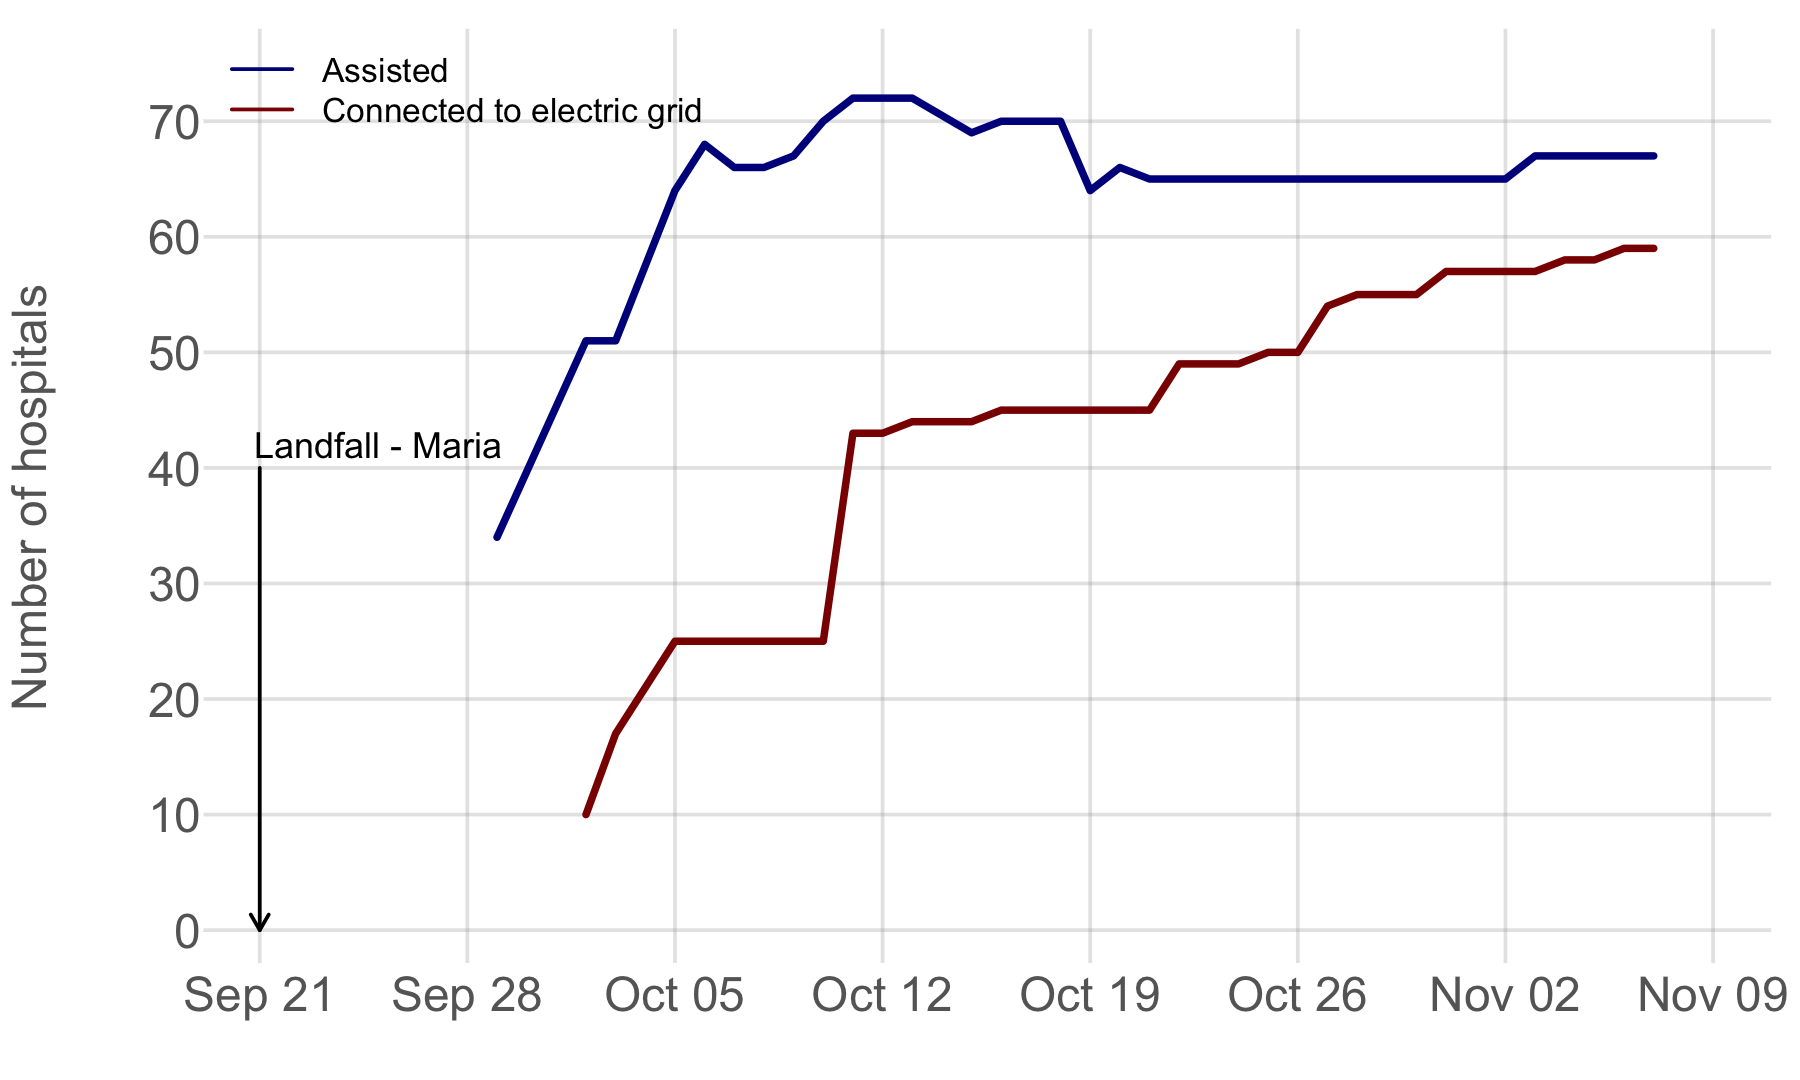 Assisted
Connected to electric grid
70
60
50
Landfall - Maria
40
30
20
10
0
Number of hospitals
Sep 21 Sep 28 Oct 05 Oct 12 Oct 19 Oct 26 Nov 02 Nov 09